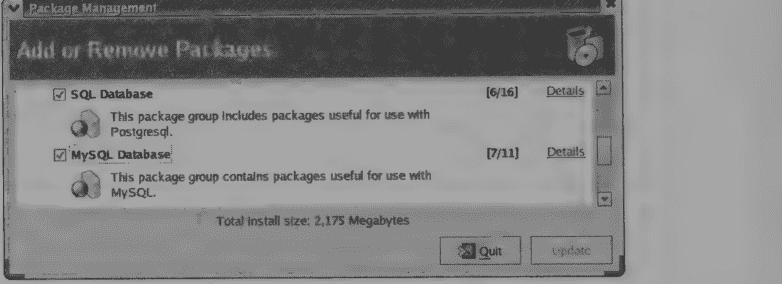 Package Management
Add or Remove Packages
SQL Database [6/16] Details
This package group includes packages useful for use with
Postgresql.
MySQL Database [7/11] Details
This package group contains packages useful for use with
MySQL.
Total install size: 2,175 Megabytes
Quit Update